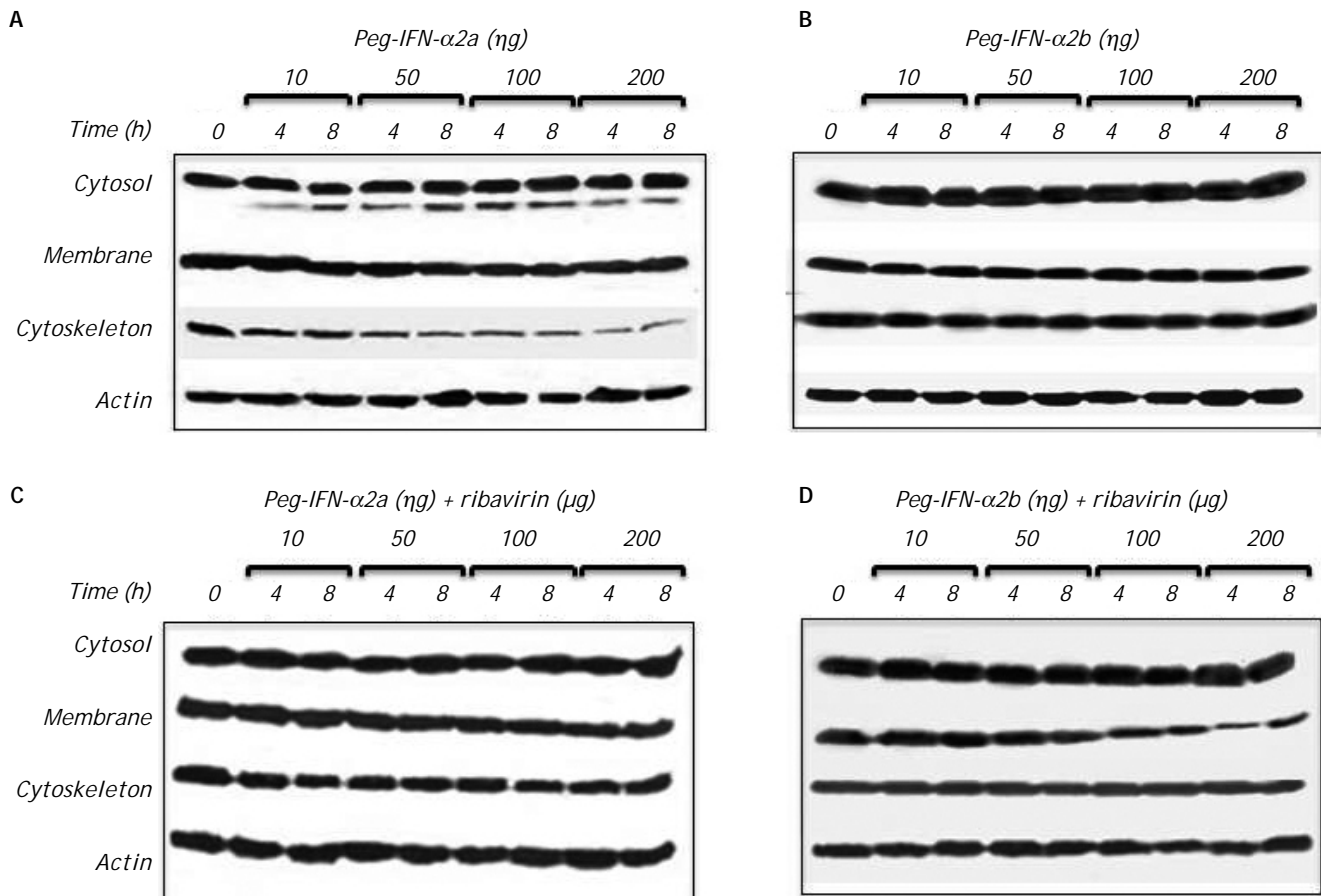 A
Peg-IFN-α2a (ηg)
10 50 100 200
Time (h) 0 4 8 4 8 4 8 4 8
Cytosol
Membrane
Cytoskeleton
Actin
B
Peg-IFN-α2b (ηg)
10 50 100 200
0 4 8 4 8 4 8 4 8
C
Peg-IFN-α2a (ηg) + ribavirin (µg)
10 50 100 200
Time (h) 0 4 8 4 8 4 8 4 8
Cytosol
Membrane
Cytoskeleton
Actin
D
Peg-IFN-α2b (ηg) + ribavirin (µg)
10 50 100 200
0 4 8 4 8 4 8 4 8